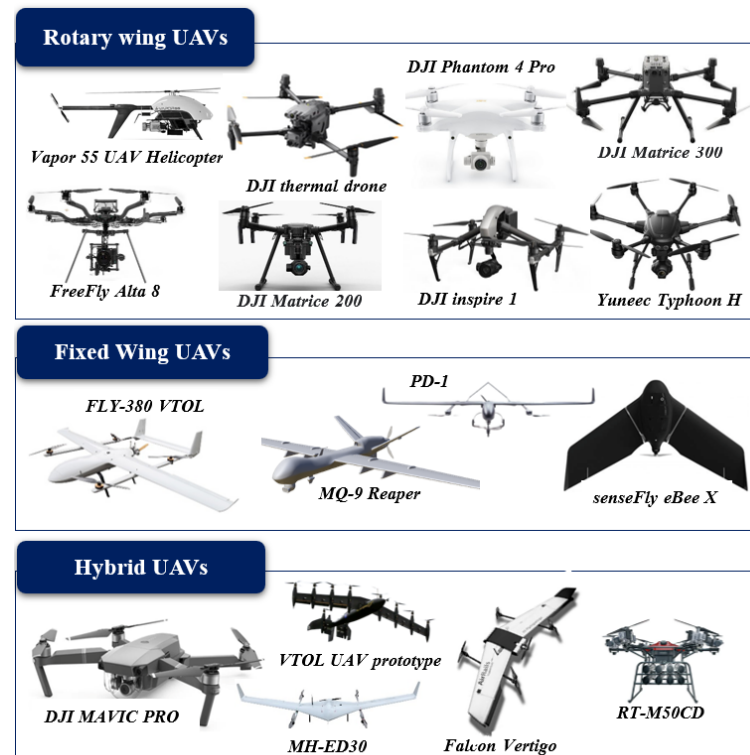 Rotary wing UAVs
DJI Phantom 4 Pro
Vapor 55 UAV Helicopter
DJI thermal drone
DJI Matrice 300
FreeFly Alta 8
DJI Matrice 200
DJI inspire 1
Yuneec Typhoon H
Fixed Wing UAVs
FLY-380 VTOL
PD-1
MQ-9 Reaper
senseFly eBee X
Hybrid UAVs
DJI MAVIC PRO
VTOL UAV prototype
MH-ED30
Falcon Vertigo
RT-M50CD